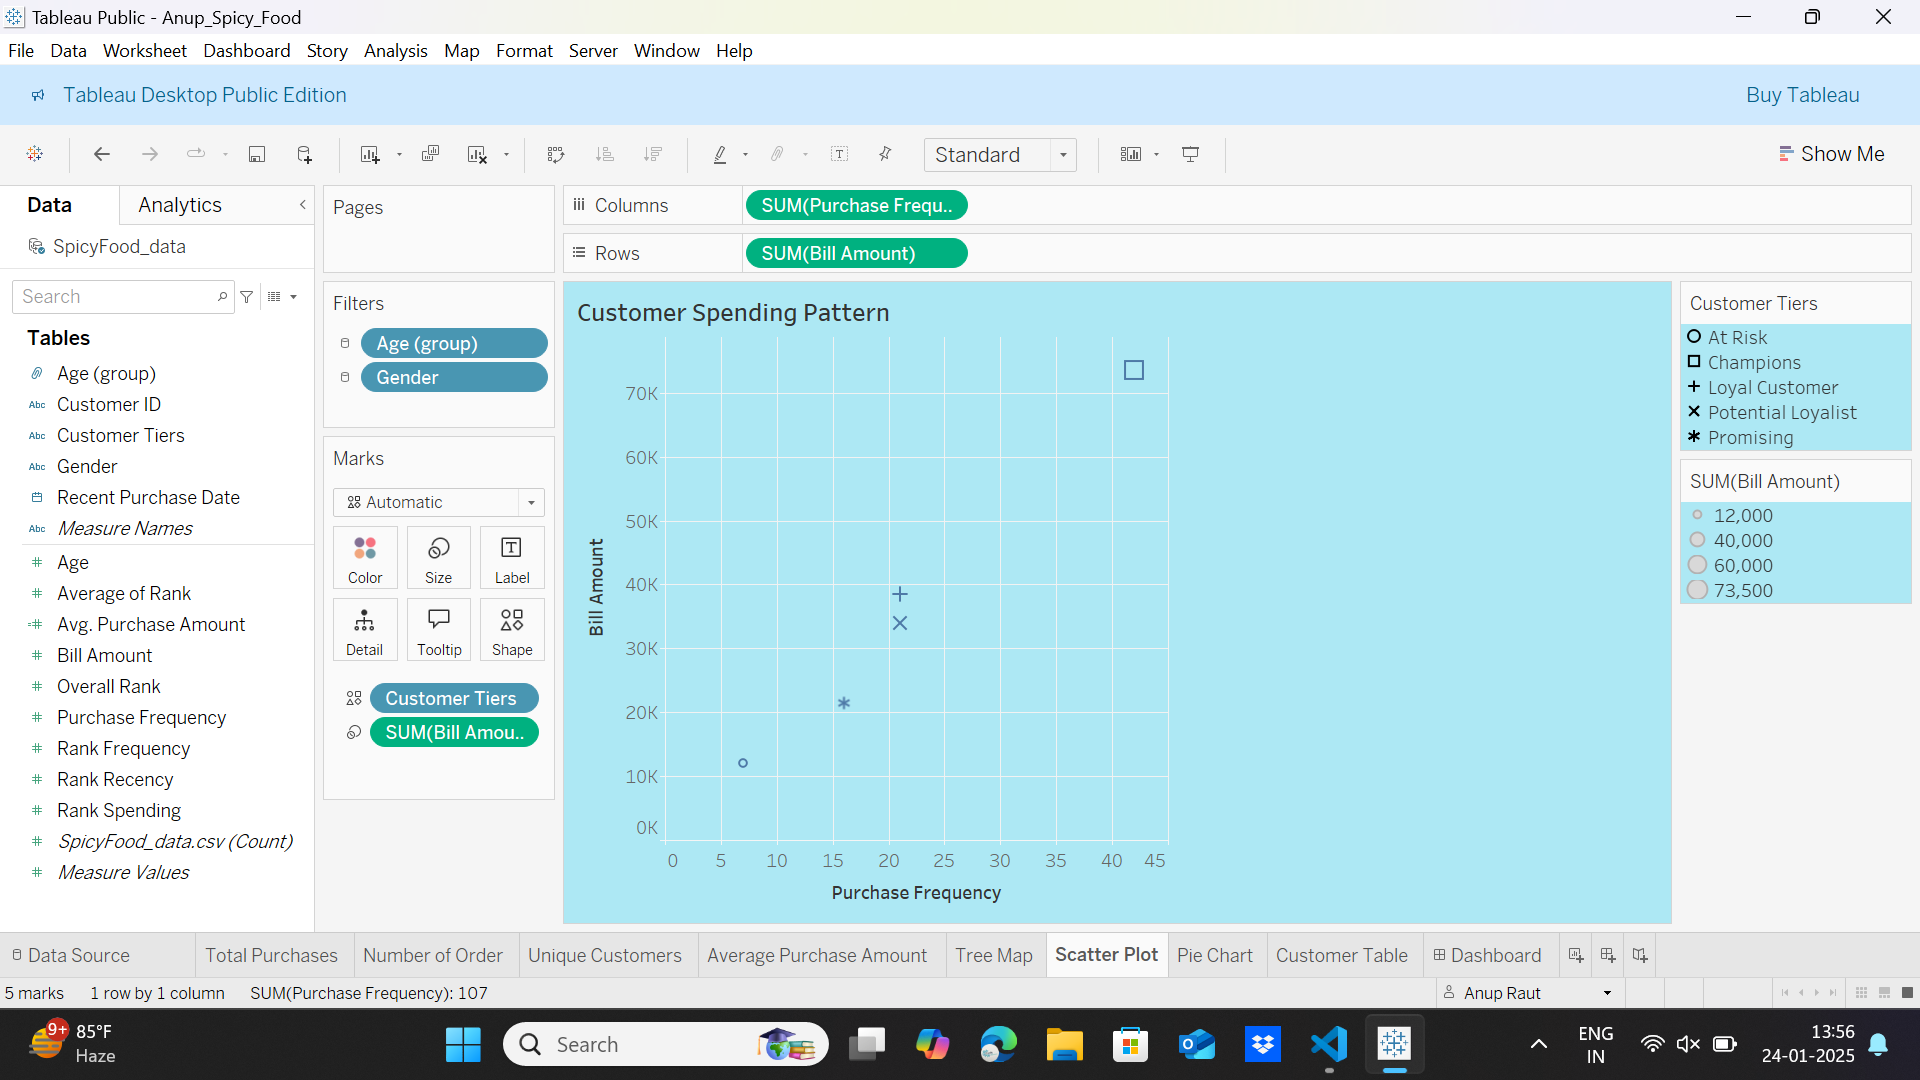 Tableau Public - Anup_Spicy_Food
File Data Worksheet Dashboard Story Analysis Map Format Server Window Help
Tableau Desktop Public Edition
Buy Tableau
Standard
Show Me
Data
Analytics
SpicyFood_data
Search
Tables
Age (group)
Customer ID
Customer Tiers
Gender
Recent Purchase Date
Measure Names
Age
Average of Rank
Avg. Purchase Amount
Bill Amount
Overall Rank
Purchase Frequency
Rank Frequency
Rank Recency
Rank Spending
SpicyFood_data.csv (Count)
Measure Values
Abc
Abc
Abc
Abc
Pages
Filters
Age (group)
Gender
Marks
Automatic
Color
Size
Label
Detail
Tooltip
Shape
Customer Tiers
SUM(Bill Amou..
Columns
SUM(Purchase Frequ..
Rows
SUM(Bill Amount)
Customer Spending Pattern
70K
60K
50K
40K
30K
20K
10K
0K
Bill Amount
0 5 10 15 20 25 30 35 40 45
Purchase Frequency
Customer Tiers
At Risk
Champions
Loyal Customer
Potential Loyalist
Promising
SUM(Bill Amount)
12,000
40,000
60,000
73,500
Data Source
Total Purchases
Number of Order
Unique Customers
Average Purchase Amount
Tree Map
Scatter Plot
Pie Chart
Customer Table
Dashboard
5 marks
1 row by 1 column
SUM(Purchase Frequency): 107
Anup Raut
9+
85°F
Haze
Search
ENG
IN
13:56
24-01-2025